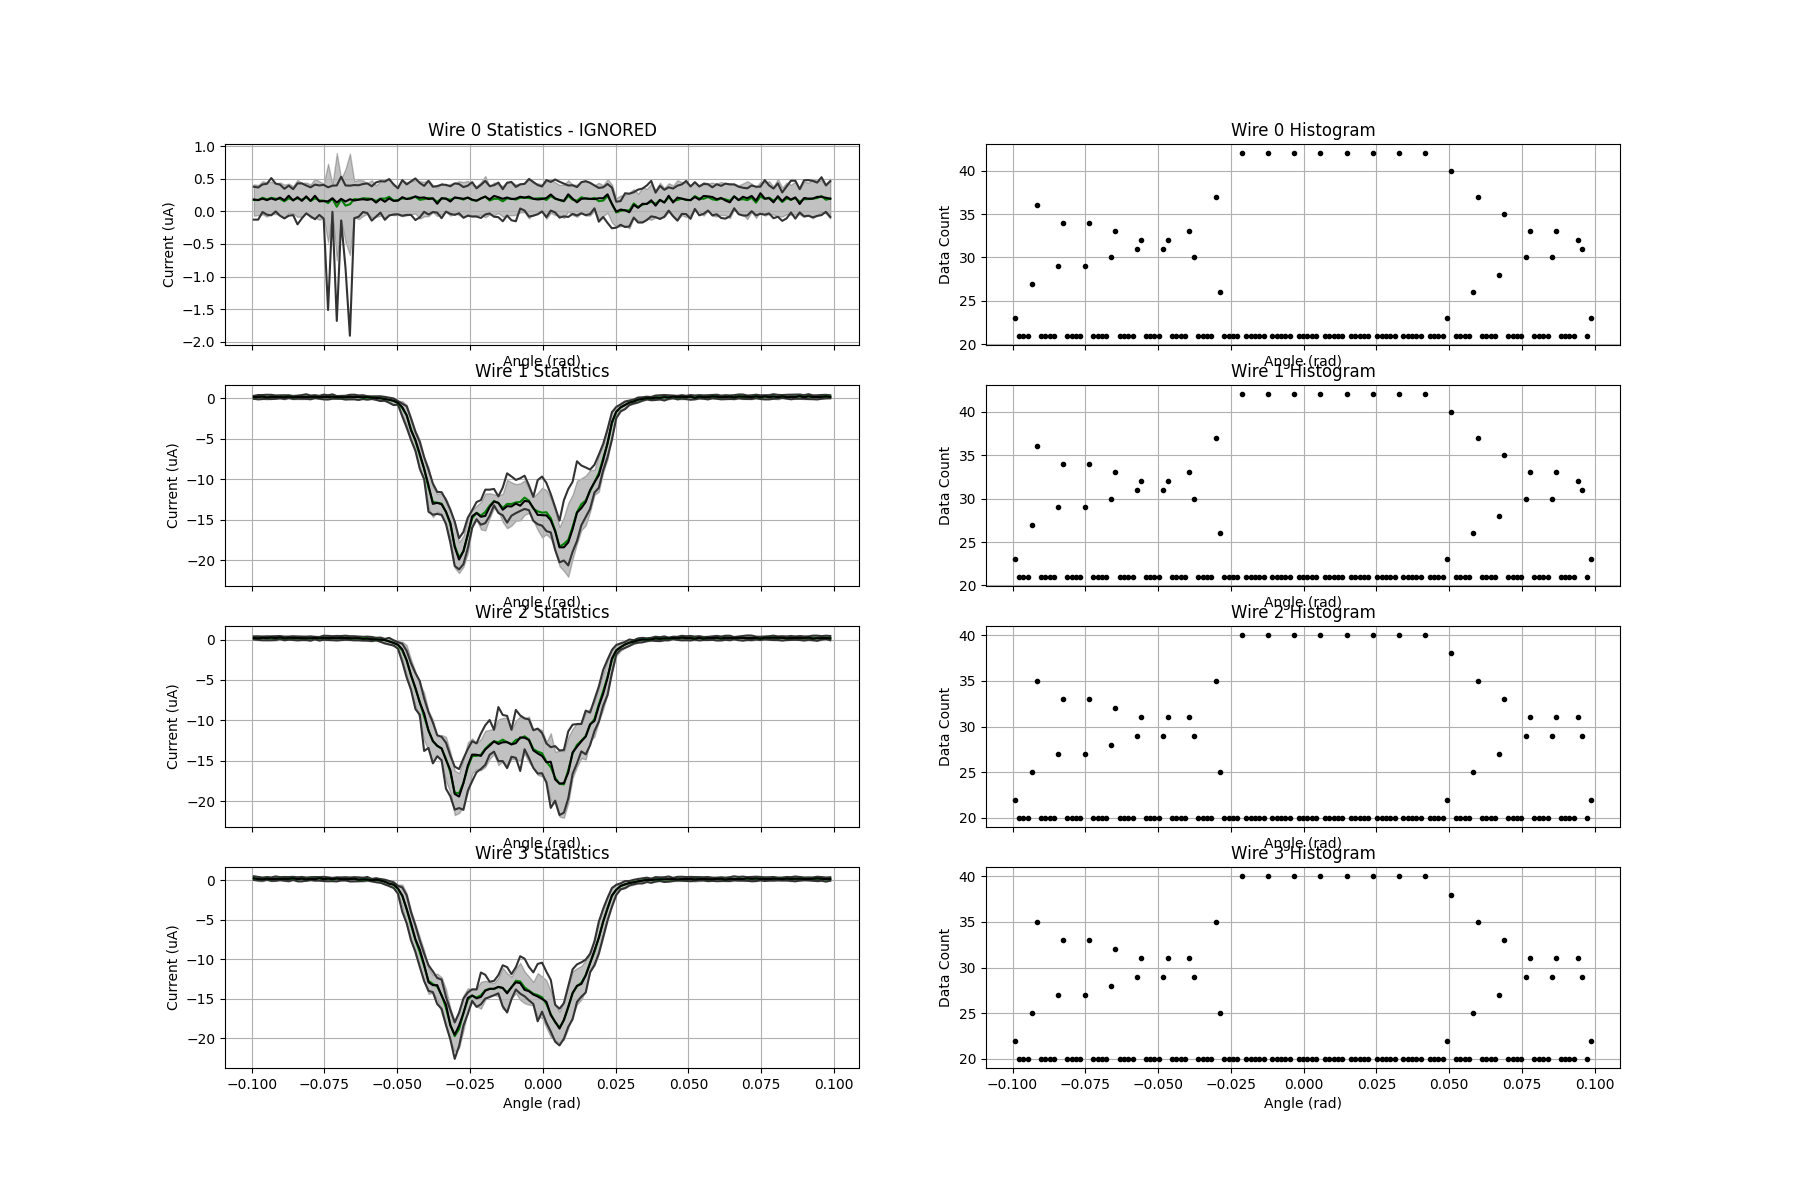 Wire 0 Statistics - IGNORED
1.0
0.5
0.0
−0.5
−1.0
−1.5
−2.0
Current (uA)
Angle (rad)
Wire 0 Histogram
40
35
30
25
20
Data Count
Angle (rad)
Wire 1 Statistics
0
−5
−10
−15
−20
Current (uA)
Angle (rad)
Wire 1 Histogram
40
35
30
25
20
Data Count
Angle (rad)
Wire 2 Statistics
0
−5
−10
−15
−20
Current (uA)
Angle (rad)
Wire 2 Histogram
40
35
30
25
20
Data Count
Angle (rad)
Wire 3 Statistics
0
−5
−10
−15
−20
Current (uA)
−0.100 −0.075 −0.050 −0.025 0.000 0.025 0.050 0.075 0.100
Angle (rad)
Wire 3 Histogram
40
35
30
25
20
Data Count
−0.100 −0.075 −0.050 −0.025 0.000 0.025 0.050 0.075 0.100
Angle (rad)